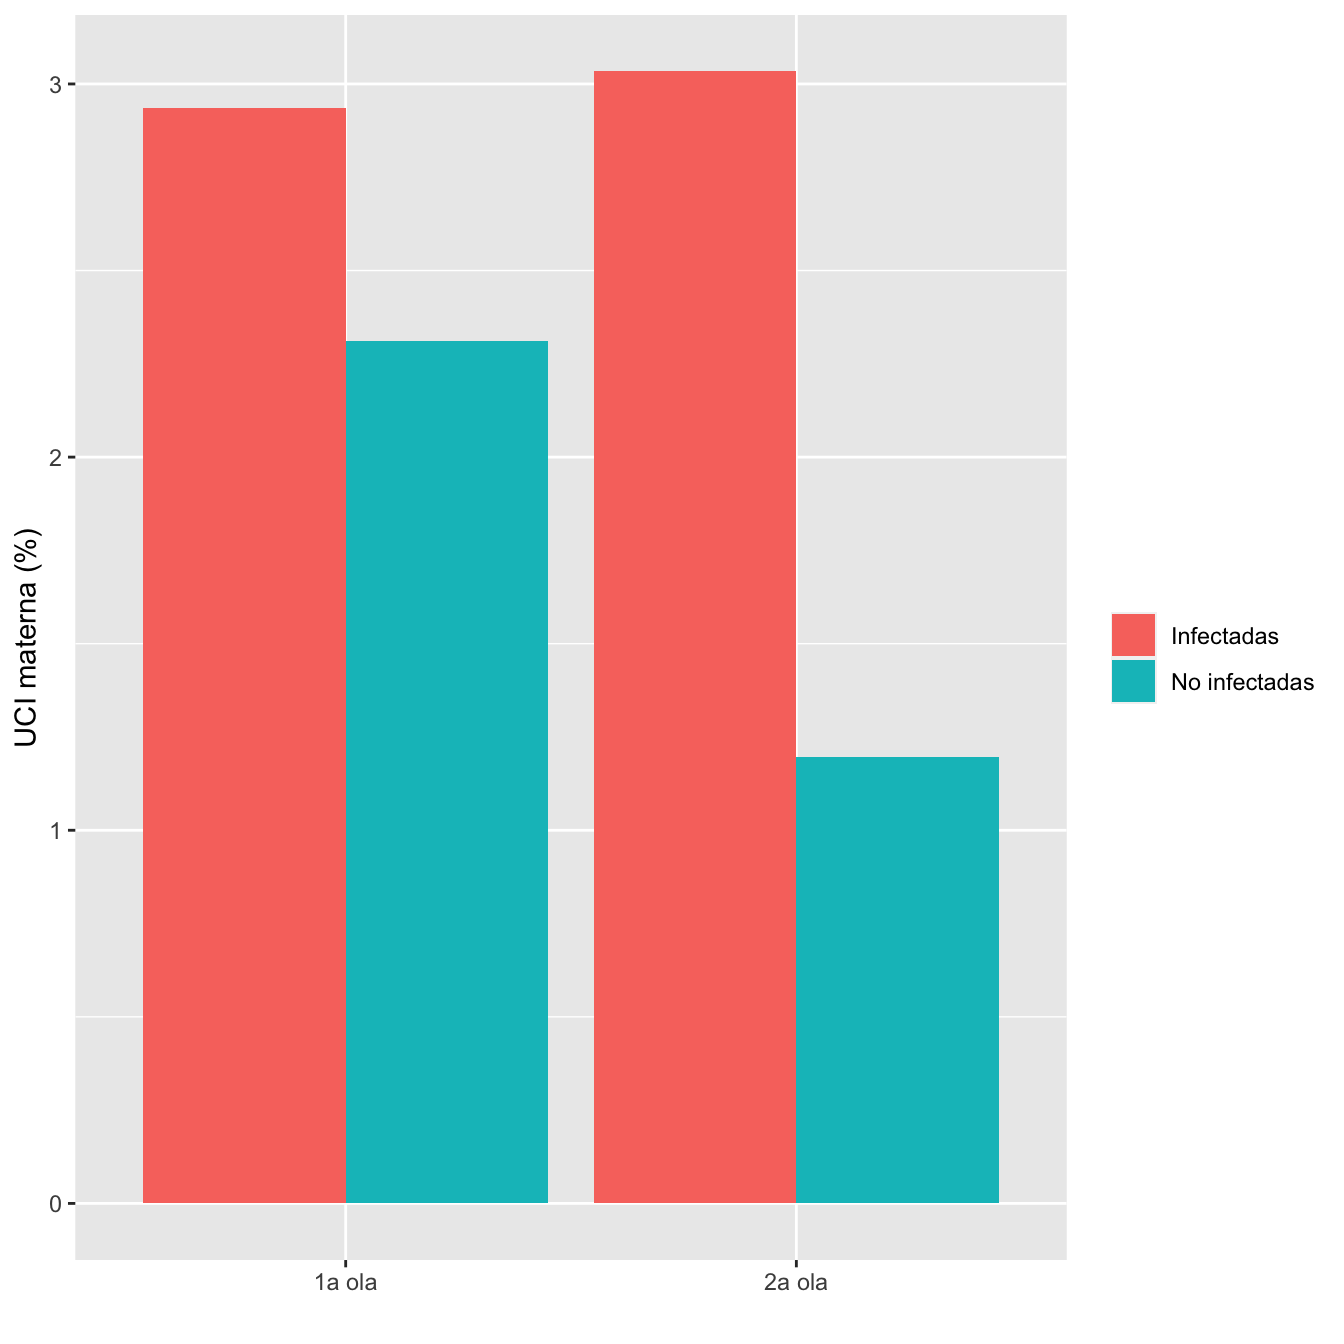 UCI materna (%)
3
2
1
0
1a ola
2a ola
Infectadas
No infectadas